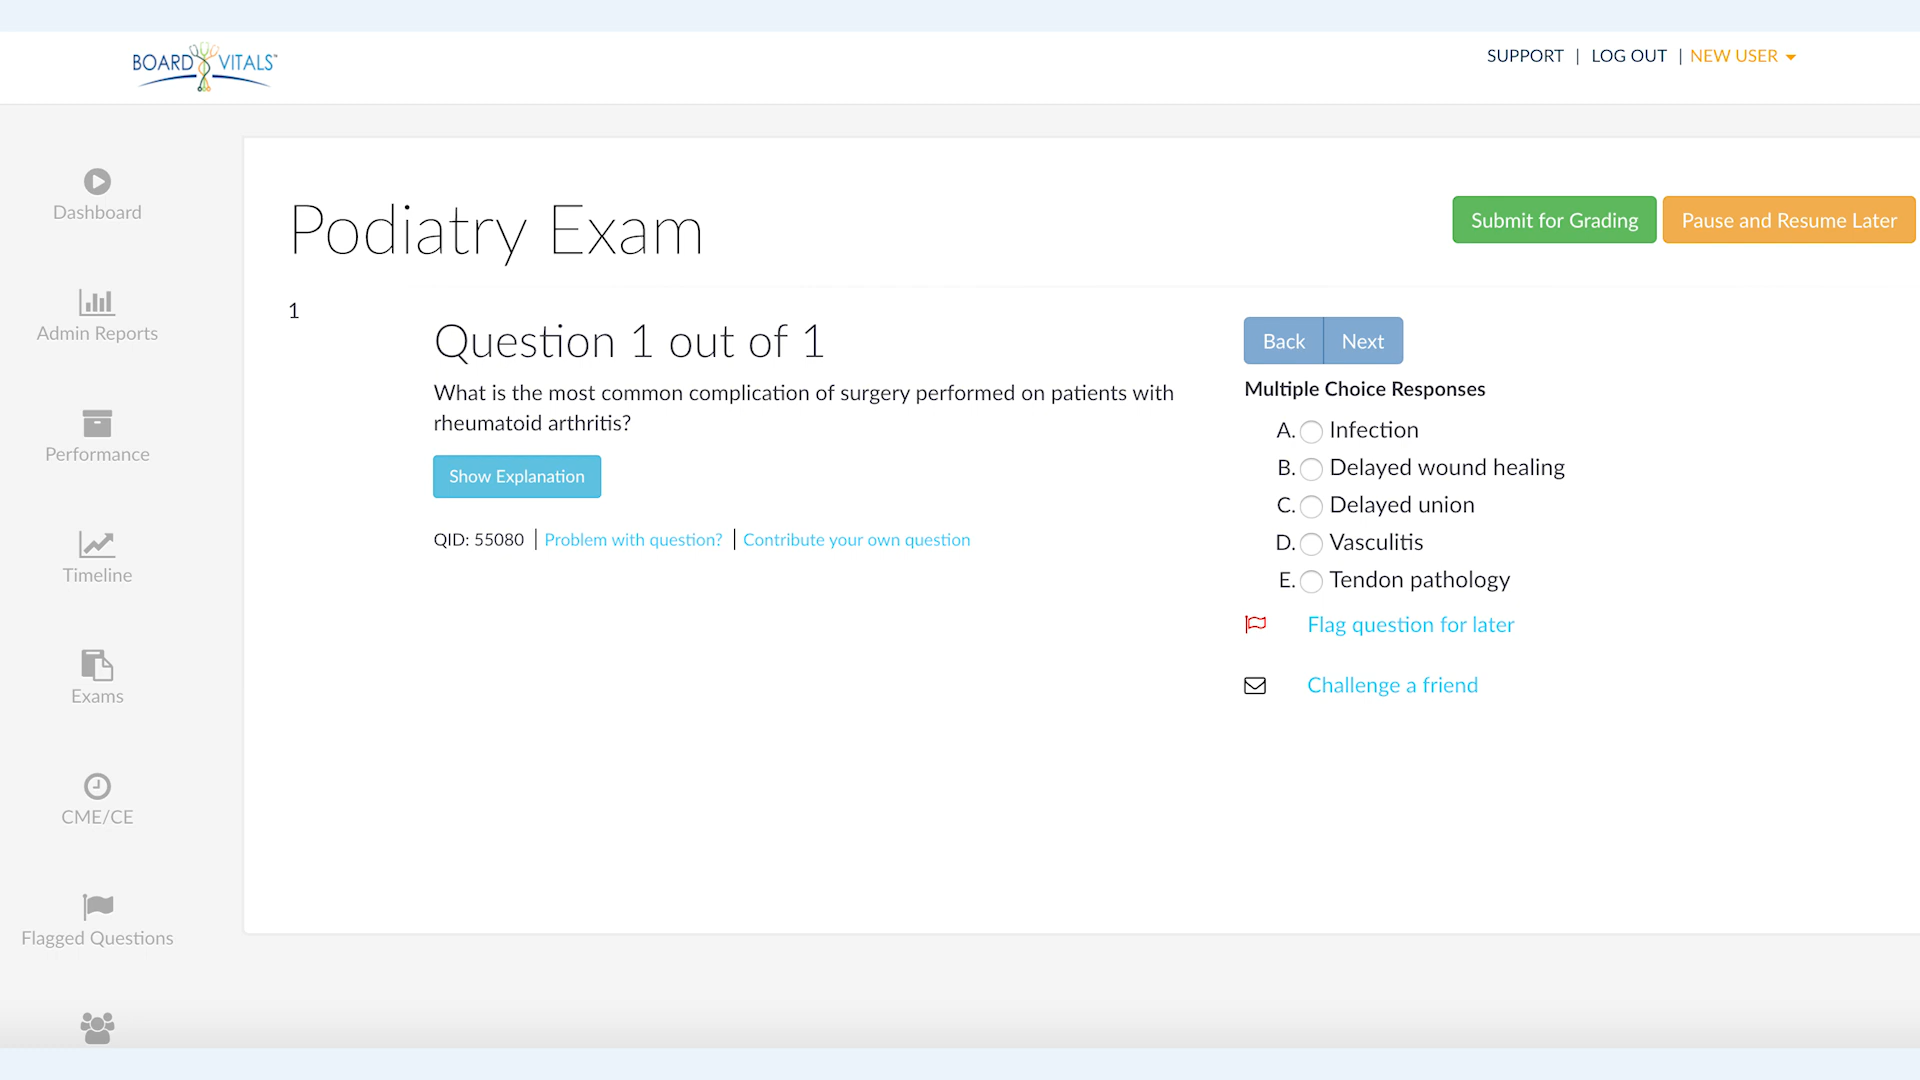 BOARD VITALS™
SUPPORT | LOG OUT | NEW USER
Dashboard
Admin Reports
Performance
Timeline
Exams
CME/CE
Flagged Questions
Podiatry Exam
Submit for Grading
Pause and Resume Later
1
Question 1 out of 1
What is the most common complication of surgery performed on patients with
rheumatoid arthritis?
Show Explanation
QID: 55080 | Problem with question? | Contribute your own question
Back
Next
Multiple Choice Responses
A. Infection
B. Delayed wound healing
C. Delayed union
D. Vasculitis
E. Tendon pathology
Flag question for later
Challenge a friend